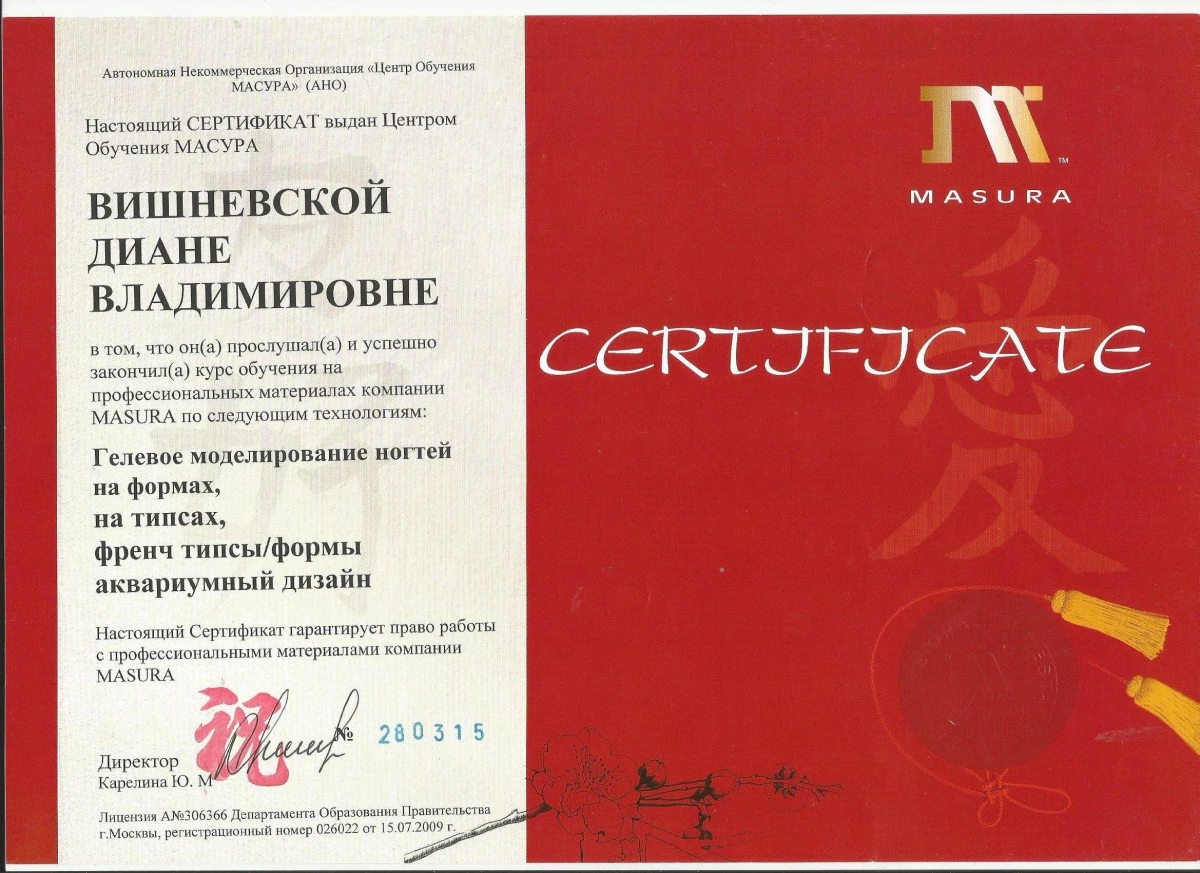 Автономная Некоммерческая Организация «Центр Обучения
МАСУРА» (АНО)
Настоящий СЕРТИФИКАТ выдан Центром
Обучения МАСУРА
ВИШНЕВСКОЙ
ДИАНЕ
ВЛАДИМИРОВНЕ
в том, что он(а) прослушал(а) и успешно
закончил(а) курс обучения на
профессиональных материалах компании
MASURA по следующим технологиям:
Гелевое моделирование ногтей
на формах,
на типсах,
френч типсы/формы
аквариумный дизайн
Настоящий Сертификат гарантирует право работы
с профессиональными материалами компании
MASURA
祝
№ 280315
Директор
Карелина Ю. М
Лицензия А№306366 Департамента Образования Правительства
г.Москвы, регистрационный номер 026022 от 15.07.2009 г.
TM
MASURA
CERTIFICATE
愛